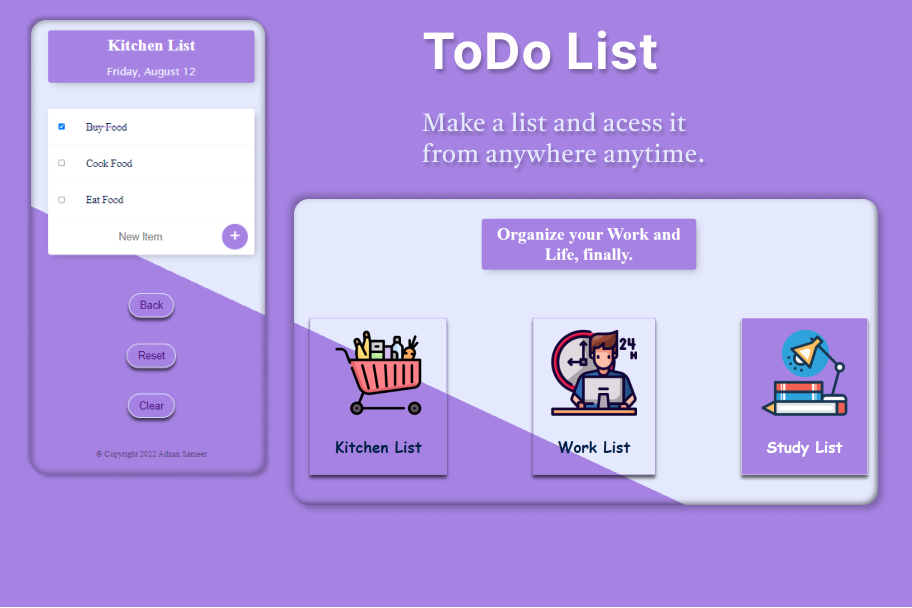 Kitchen List
Friday, August 12
Buy Food
Cook Food
Eat Food
New Item
+
Back
Reset
Clear
© Copyright 2022 Adnan Sameer
ToDo List
Make a list and acess it
from anywhere anytime.
Organize your Work and
Life, finally.
24
H
Kitchen List
Work List
Study List